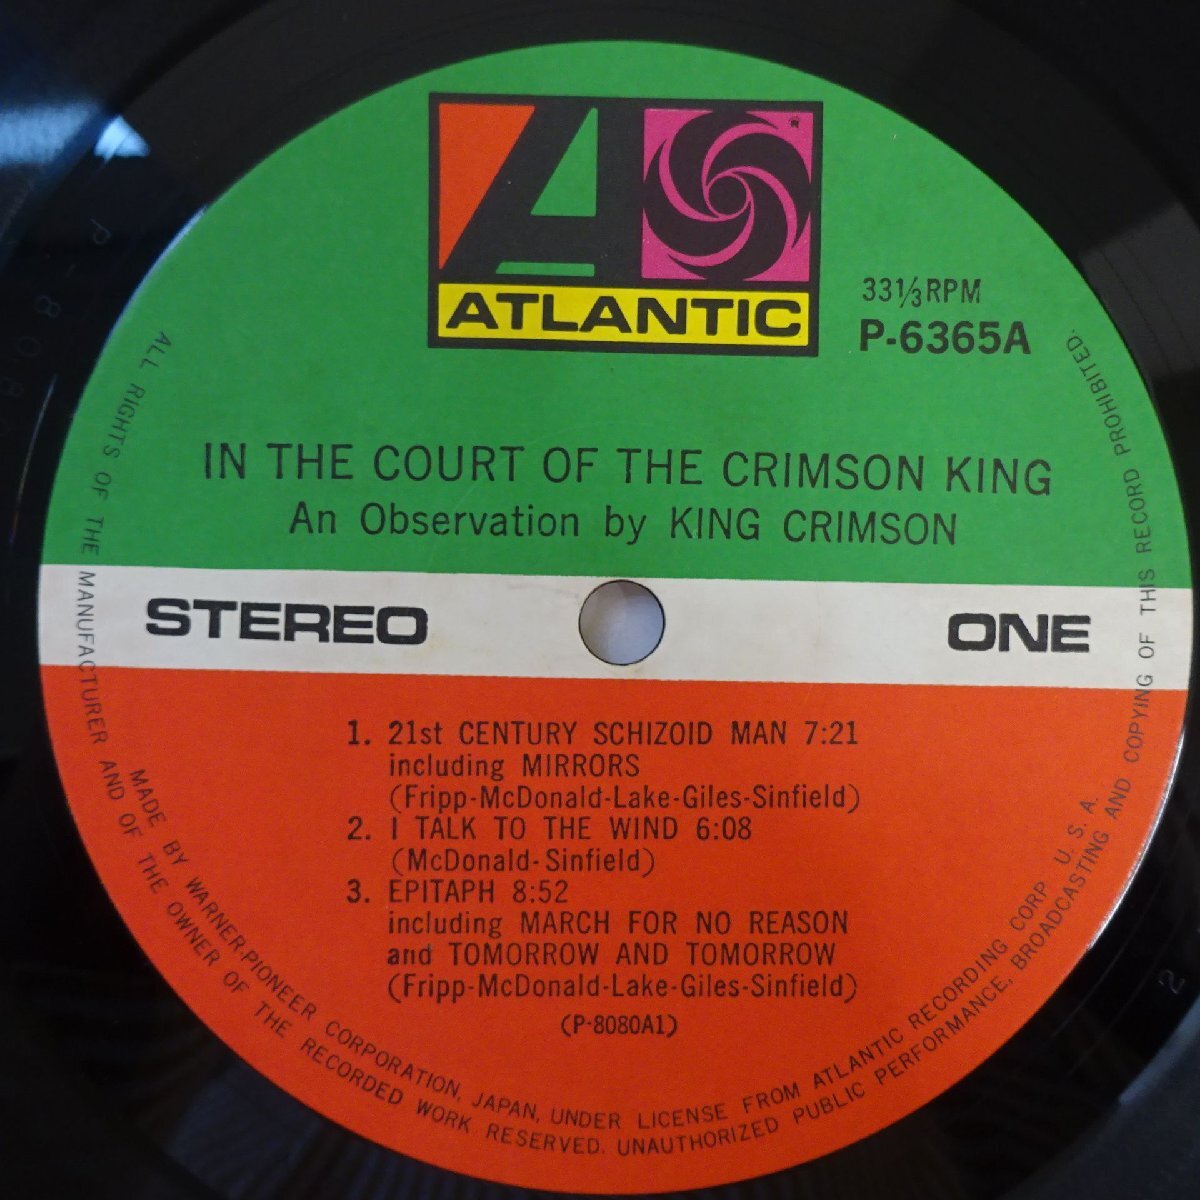 ATLANTIC
33⅓RPM
P-6365A
IN THE COURT OF THE CRIMSON KING
An Observation by KING CRIMSON
STEREO
ONE
1. 21st CENTURY SCHIZOID MAN 7:21
including MIRRORS
(Fripp-McDonald-Lake-Giles-Sinfield)
2. I TALK TO THE WIND 6:08
(McDonald-Sinfield)
3. EPITAPH 8:52
including MARCH FOR NO REASON
and TOMORROW AND TOMORROW
(Fripp-McDonald-Lake-Giles-Sinfield)
(P-8080A1)
MADE BY WARNER-PIONEER CORPORATION, JAPAN, UNDER LICENSE FROM ATLANTIC RECORDING CORP. U.S.A.
ALL RIGHTS OF THE MANUFACTURER AND OF THE OWNER OF THE RECORDED WORK RESERVED. UNAUTHORIZED PUBLIC PERFORMANCE, BROADCASTING AND COPYING OF THIS RECORD PROHIBITED.
2